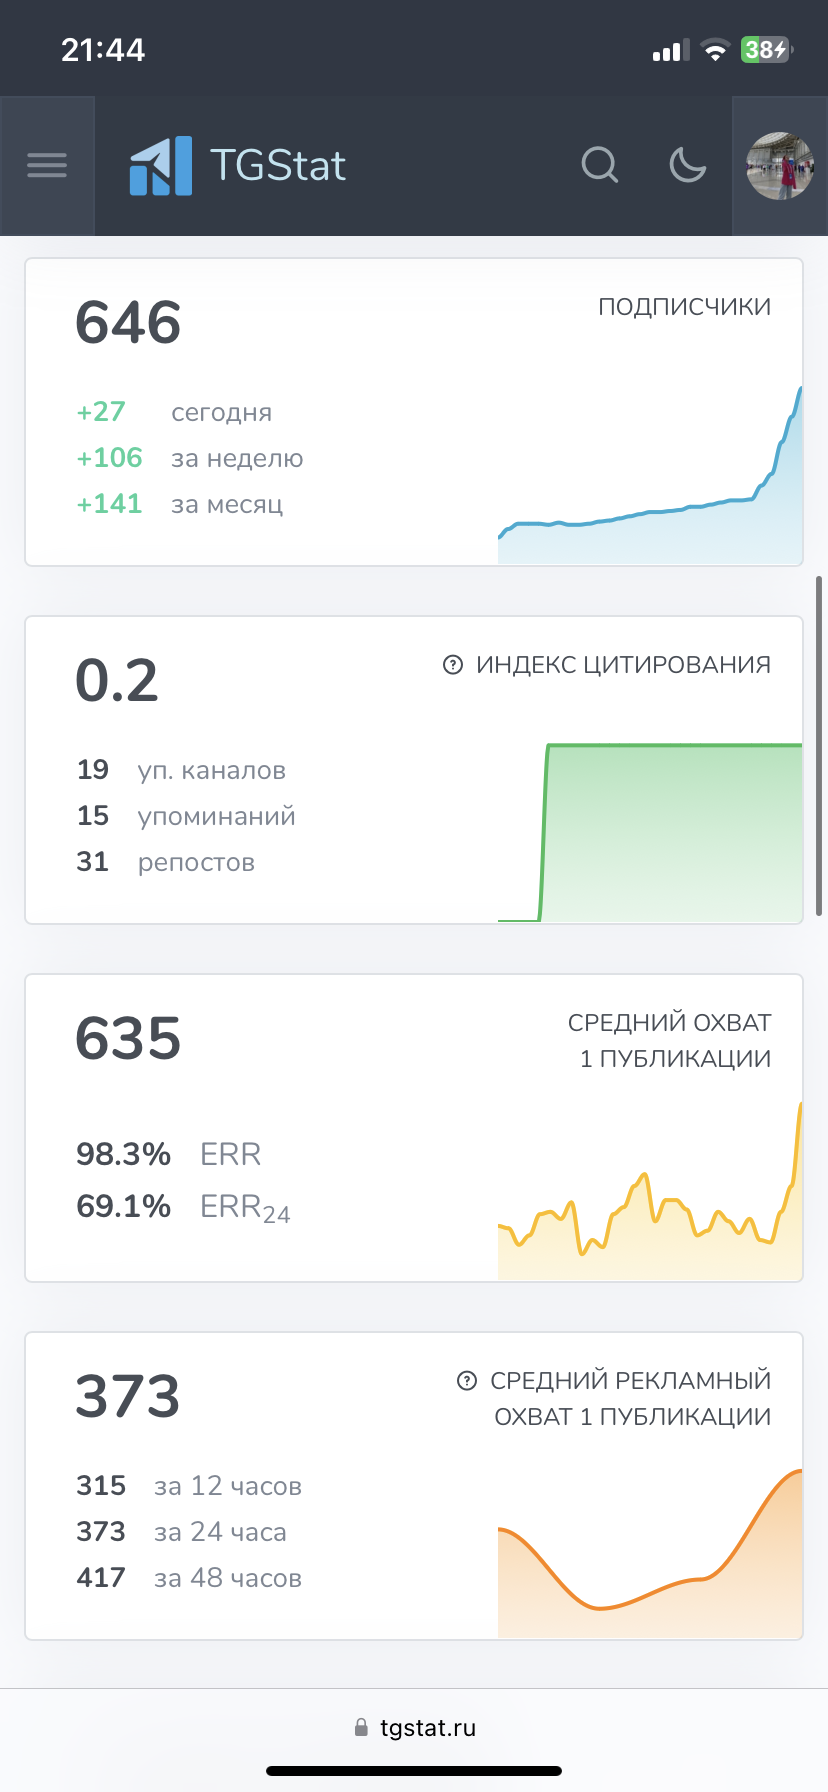 21:44
38
TGStat
646
ПОДПИСЧИКИ
+27 сегодня
+106 за неделю
+141 за месяц
0.2
? ИНДЕКС ЦИТИРОВАНИЯ
19 уп. каналов
15 упоминаний
31 репостов
635
СРЕДНИЙ ОХВАТ
1 ПУБЛИКАЦИИ
98.3% ERR
69.1% ERR24
373
? СРЕДНИЙ РЕКЛАМНЫЙ
ОХВАТ 1 ПУБЛИКАЦИИ
315 за 12 часов
373 за 24 часа
417 за 48 часов
tgstat.ru